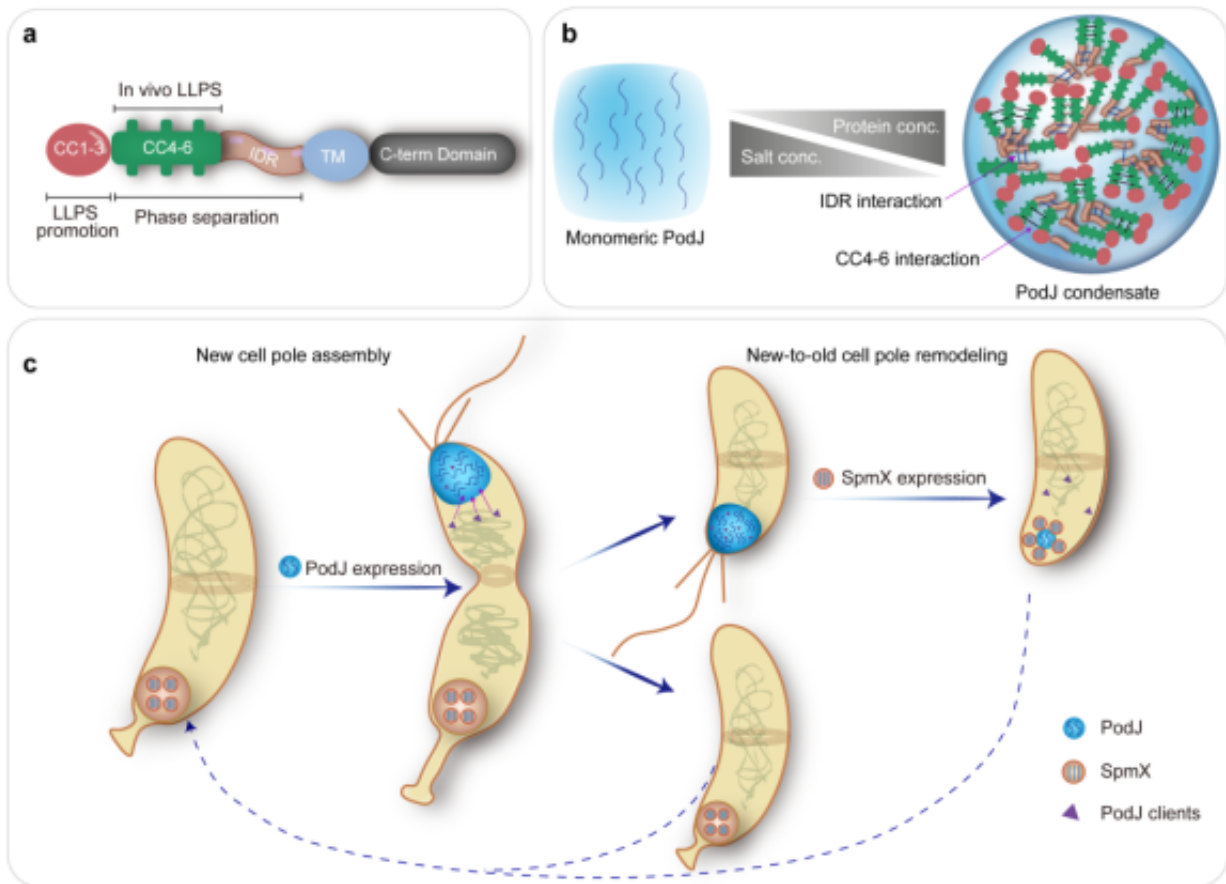 a
In vivo LLPS
CC1-3
CC4-6
IDR
TM
C-term Domain
LLPS
promotion
Phase separation
b
Monomeric PodJ
Protein conc.
Salt conc.
IDR interaction
CC4-6 interaction
PodJ condensate
c
New cell pole assembly
New-to-old cell pole remodeling
PodJ expression
SpmX expression
PodJ
SpmX
PodJ clients